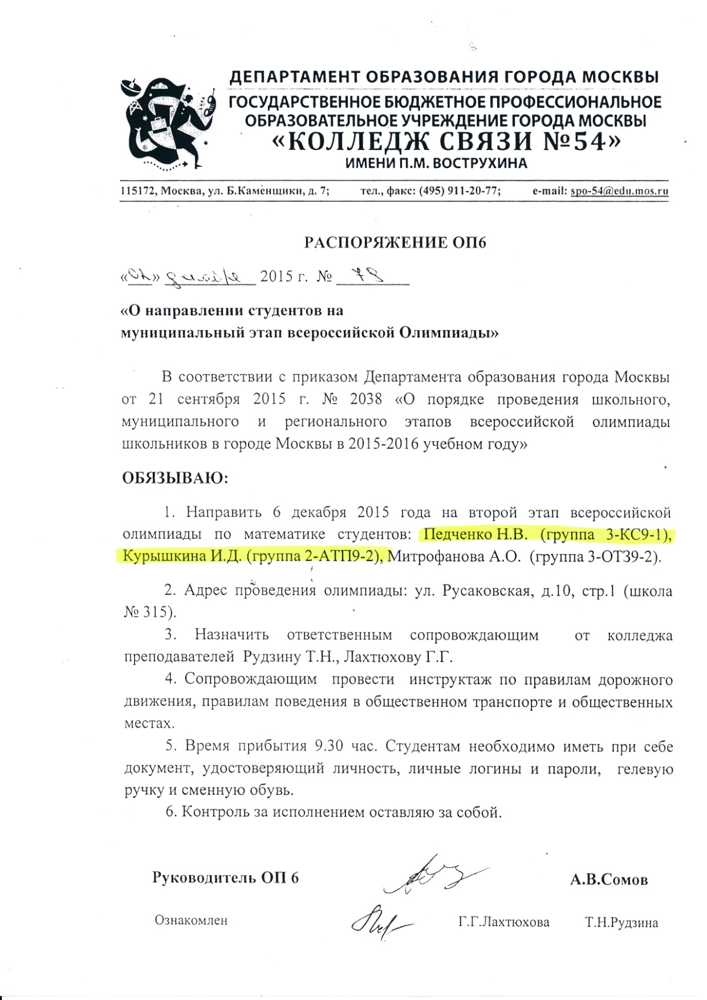 ДЕПАРТАМЕНТ ОБРАЗОВАНИЯ ГОРОДА МОСКВЫ
ГОСУДАРСТВЕННОЕ БЮДЖЕТНОЕ ПРОФЕССИОНАЛЬНОЕ
ОБРАЗОВАТЕЛЬНОЕ УЧРЕЖДЕНИЕ ГОРОДА МОСКВЫ
«КОЛЛЕДЖ СВЯЗИ №54»
ИМЕНИ П.М. ВОСТРУХИНА
115172, Москва, ул. Б.Каменщики, д. 7; тел., факс: (495) 911-20-77; e-mail: spo-54@edu.mos.ru
РАСПОРЯЖЕНИЕ ОП6
« » декабря 2015 г. № 78
«О направлении студентов на
муниципальный этап всероссийской Олимпиады»
В соответствии с приказом Департамента образования города Москвы
от 21 сентября 2015 г. № 2038 «О порядке проведения школьного,
муниципального и регионального этапов всероссийской олимпиады
школьников в городе Москвы в 2015-2016 учебном году»
ОБЯЗЫВАЮ:
1. Направить 6 декабря 2015 года на второй этап всероссийской
олимпиады по математике студентов: Педченко Н.В. (группа 3-КС9-1),
Курышкина И.Д. (группа 2-АТП9-2), Митрофанова А.О. (группа 3-ОТЗ9-2).
2. Адрес проведения олимпиады: ул. Русаковская, д.10, стр.1 (школа
№ 315).
3. Назначить ответственным сопровождающим от колледжа
преподавателей Рудзину Т.Н., Лахтюхову Г.Г.
4. Сопровождающим провести инструктаж по правилам дорожного
движения, правилам поведения в общественном транспорте и общественных
местах.
5. Время прибытия 9.30 час. Студентам необходимо иметь при себе
документ, удостоверяющий личность, личные логины и пароли, гелевую
ручку и сменную обувь.
6. Контроль за исполнением оставляю за собой.
Руководитель ОП 6 А.В.Сомов
Ознакомлен Г.Г.Лахтюхова Т.Н.Рудзина